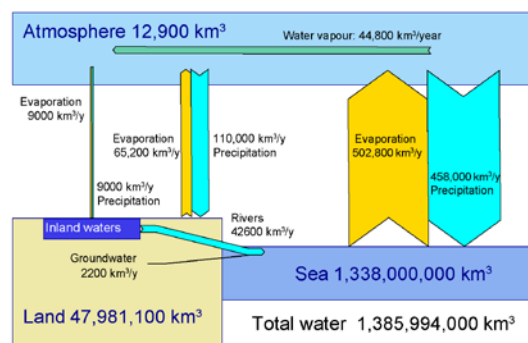 Atmosphere 12,900 km³
Water vapour: 44,800 km³/year
Evaporation
9000 km³/y
Evaporation
65,200 km³/y
110,000 km³/y
Precipitation
Evaporation
502,800 km³/y
458,000 km³/y
Precipitation
9000 km³/y
Precipitation
Inland waters
Rivers
42600 km³/y
Groundwater
2200 km³/y
Sea 1,338,000,000 km³
Land 47,981,100 km³
Total water 1,385,994,000 km³